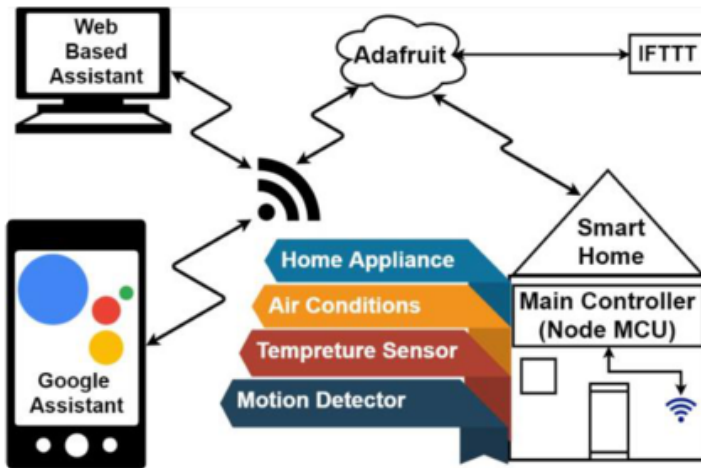 Web
Based
Assistant
Adafruit
IFTTT
Smart
Home
Home Appliance
Air Conditions
Tempreture Sensor
Motion Detector
Main Controller
(Node MCU)
Google
Assistant